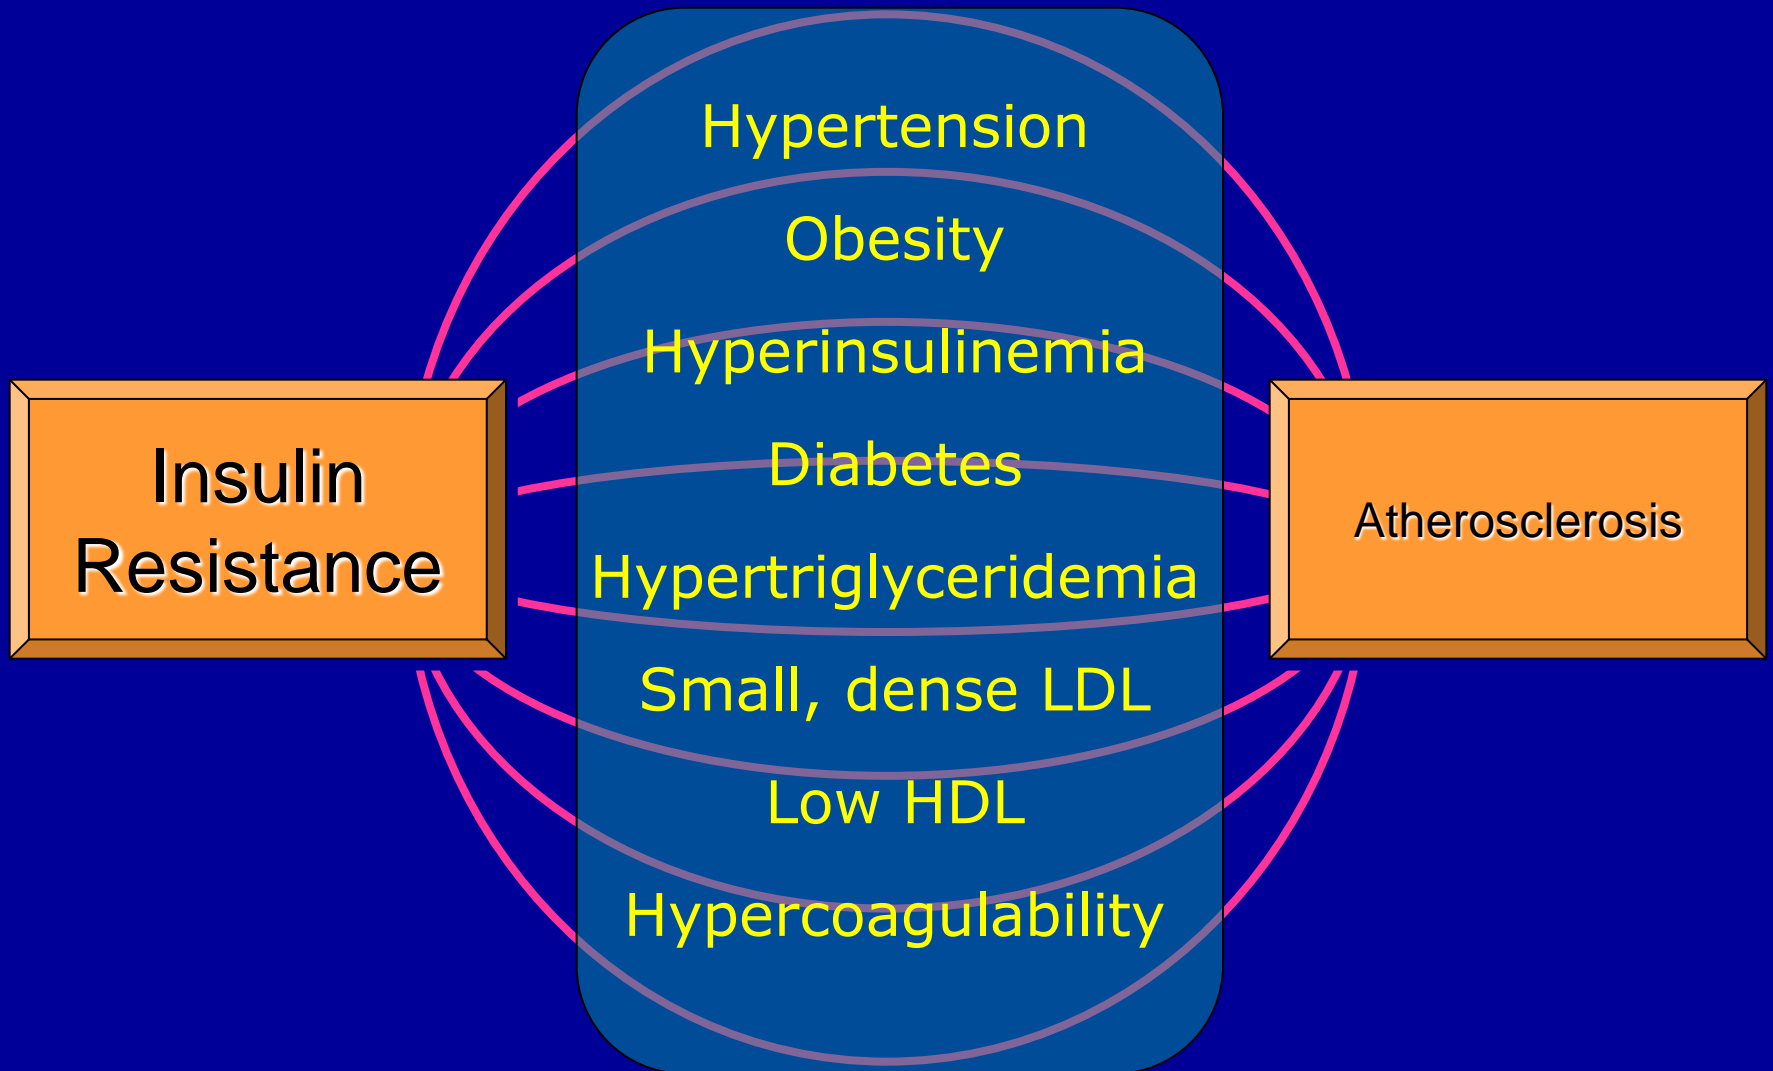 Hypertension
Obesity
Hyperinsulinemia
Diabetes
Hypertriglyceridemia
Small, dense LDL
Low HDL
Hypercoagulability
Insulin
Resistance
Atherosclerosis